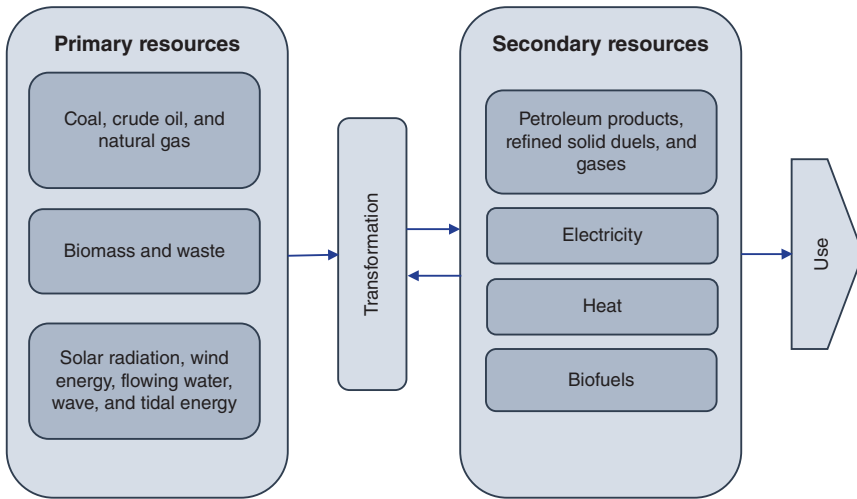 Primary resources
Coal, crude oil, and
natural gas
Biomass and waste
Solar radiation, wind
energy, flowing water,
wave, and tidal energy
Transformation
Secondary resources
Petroleum products,
refined solid duels, and
gases
Electricity
Heat
Biofuels
Use